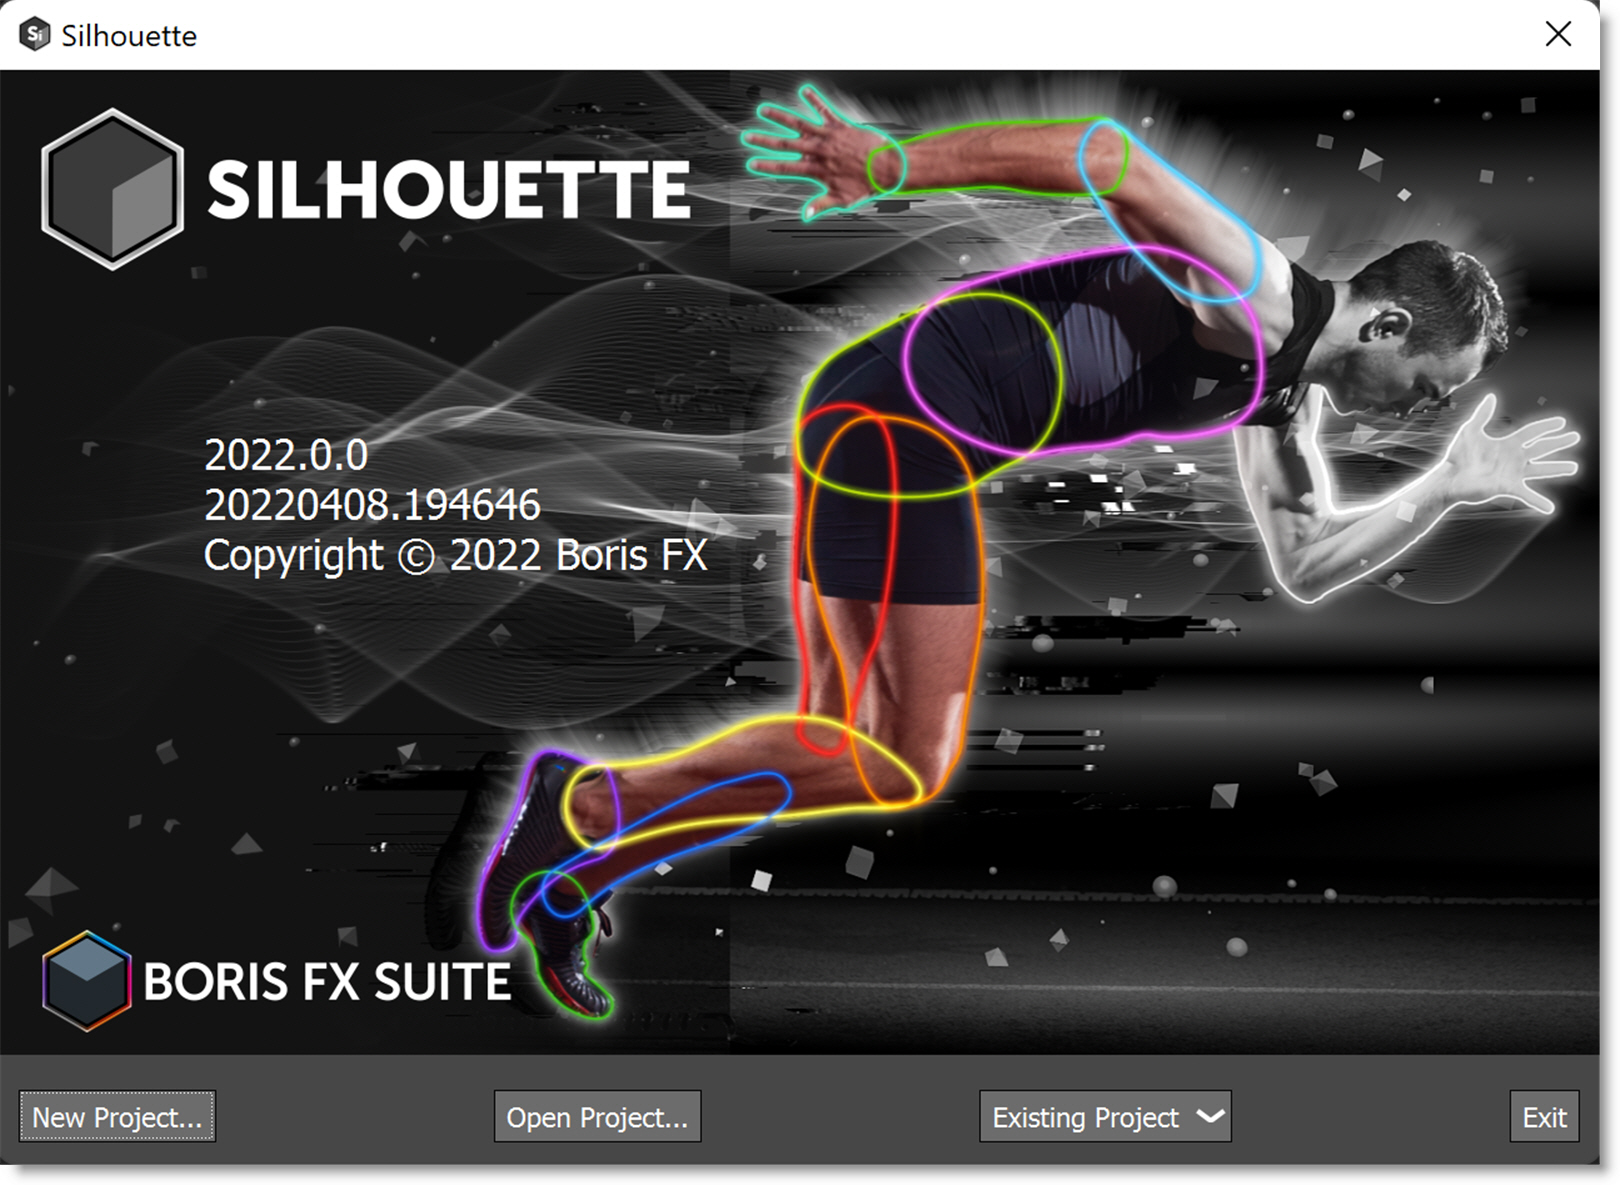 Si Silhouette
SILHOUETTE
2022.0.0
20220408.194646
Copyright © 2022 Boris FX
BORIS FX SUITE
New Project... Open Project... Existing Project Exit